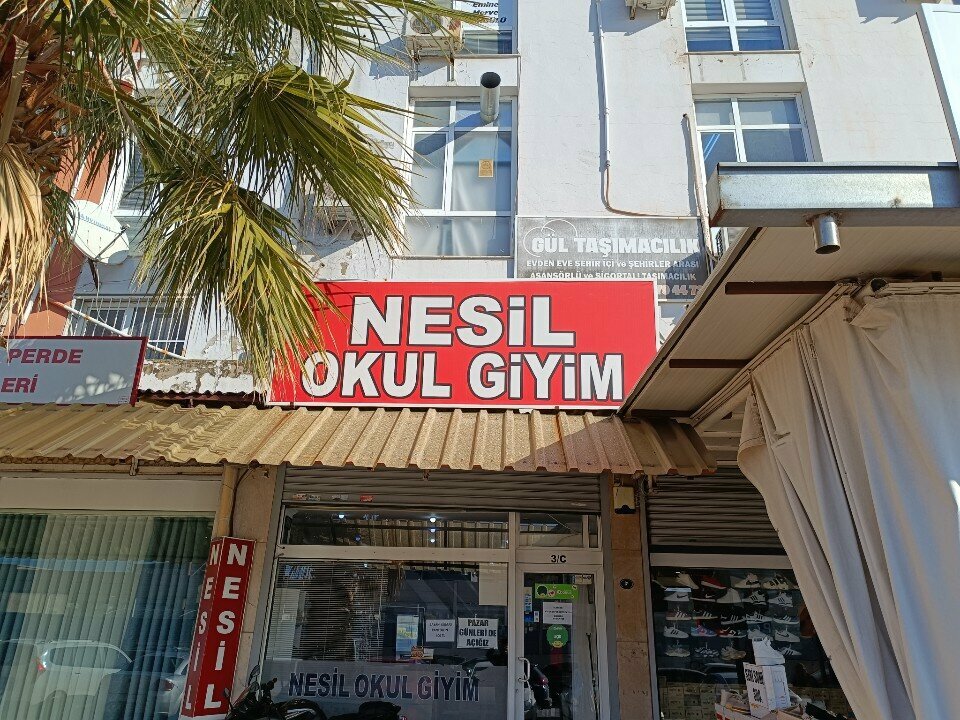 GÜL TAŞIMACILIK
EVDEN EVE ŞEHİR İÇİ ve ŞEHİRLER ARASI
ASANSÖRLÜ ve SİGORTALI TAŞIMACILIK
NESiL
OKUL GiYiM
PERDE
ERİ
3/C
NESİL
NESİL
PAZAR
GÜNLERİ DE
AÇIĞIZ
NESİL OKUL GİYİM